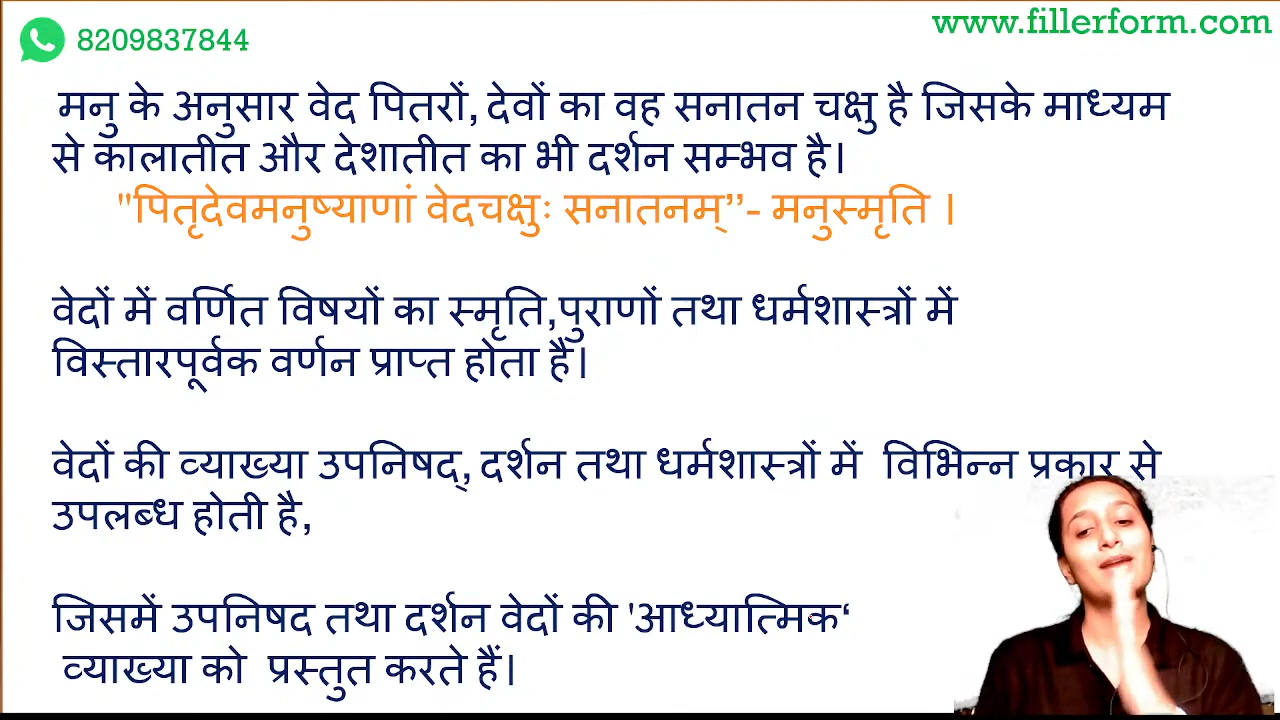 8209837844
www.fillerform.com
मनु के अनुसार वेद पितरों, देवों का वह सनातन चक्षु है जिसके माध्यम
से कालातीत और देशातीत का भी दर्शन सम्भव है।
"पितृदेवमनुष्याणां वेदचक्षुः सनातनम्”- मनुस्मृति ।
वेदों में वर्णित विषयों का स्मृति,पुराणों तथा धर्मशास्त्रों में
विस्तारपूर्वक वर्णन प्राप्त होता है।
वेदों की व्याख्या उपनिषद्, दर्शन तथा धर्मशास्त्रों में विभिन्न प्रकार से
उपलब्ध होती है,
जिसमें उपनिषद तथा दर्शन वेदों की 'आध्यात्मिक‘
व्याख्या को प्रस्तुत करते हैं।